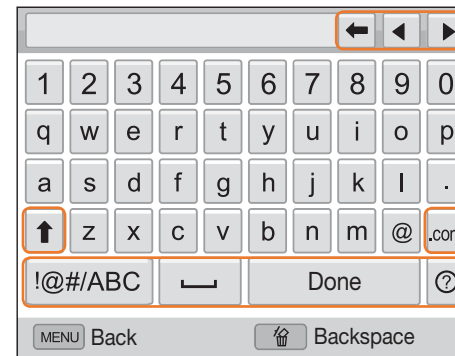 1 2 3 4 5 6 7 8 9 0
q w e r t y u i o p
a s d f g h j k l .
z x c v b n m @ .com
!@#/ABC Done ?
MENU Back Backspace